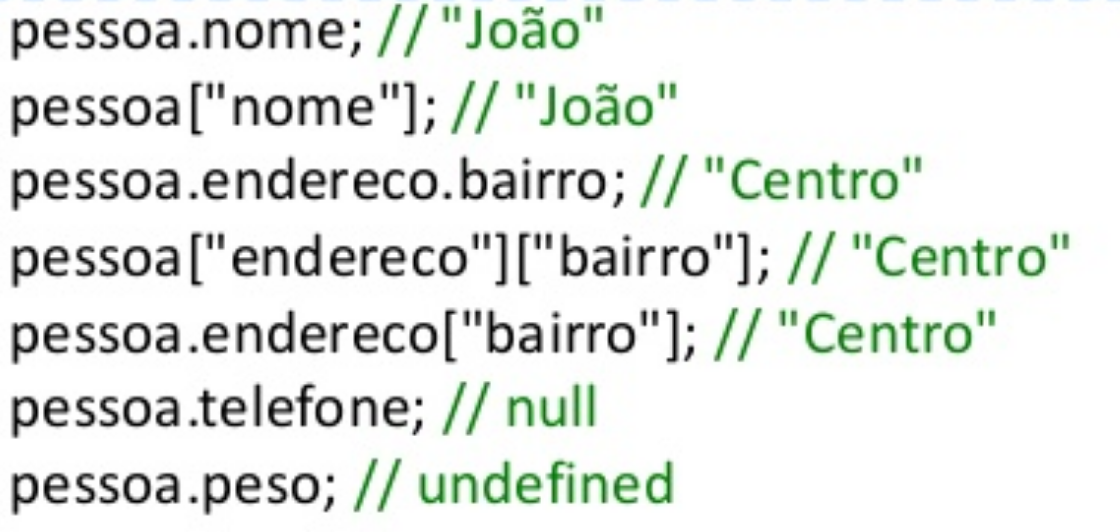 pessoa.nome; // "João"
pessoa["nome"]; // "João"
pessoa.endereco.bairro; // "Centro"
pessoa["endereco"]["bairro"]; // "Centro"
pessoa.endereco["bairro"]; // "Centro"
pessoa.telefone; // null
pessoa.peso; // undefined